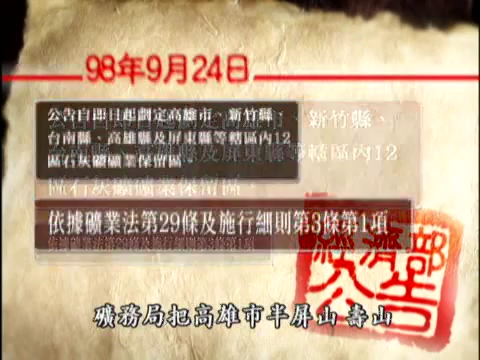 98年9月24日
公告自即日起劃定高雄市、新竹縣、
台南縣、高雄縣及屏東縣等轄區內12
區石灰礦礦業保留區
依據礦業法第29條及施行細則第3條第1項
經濟部
公告
礦務局把高雄市半屏山 壽山